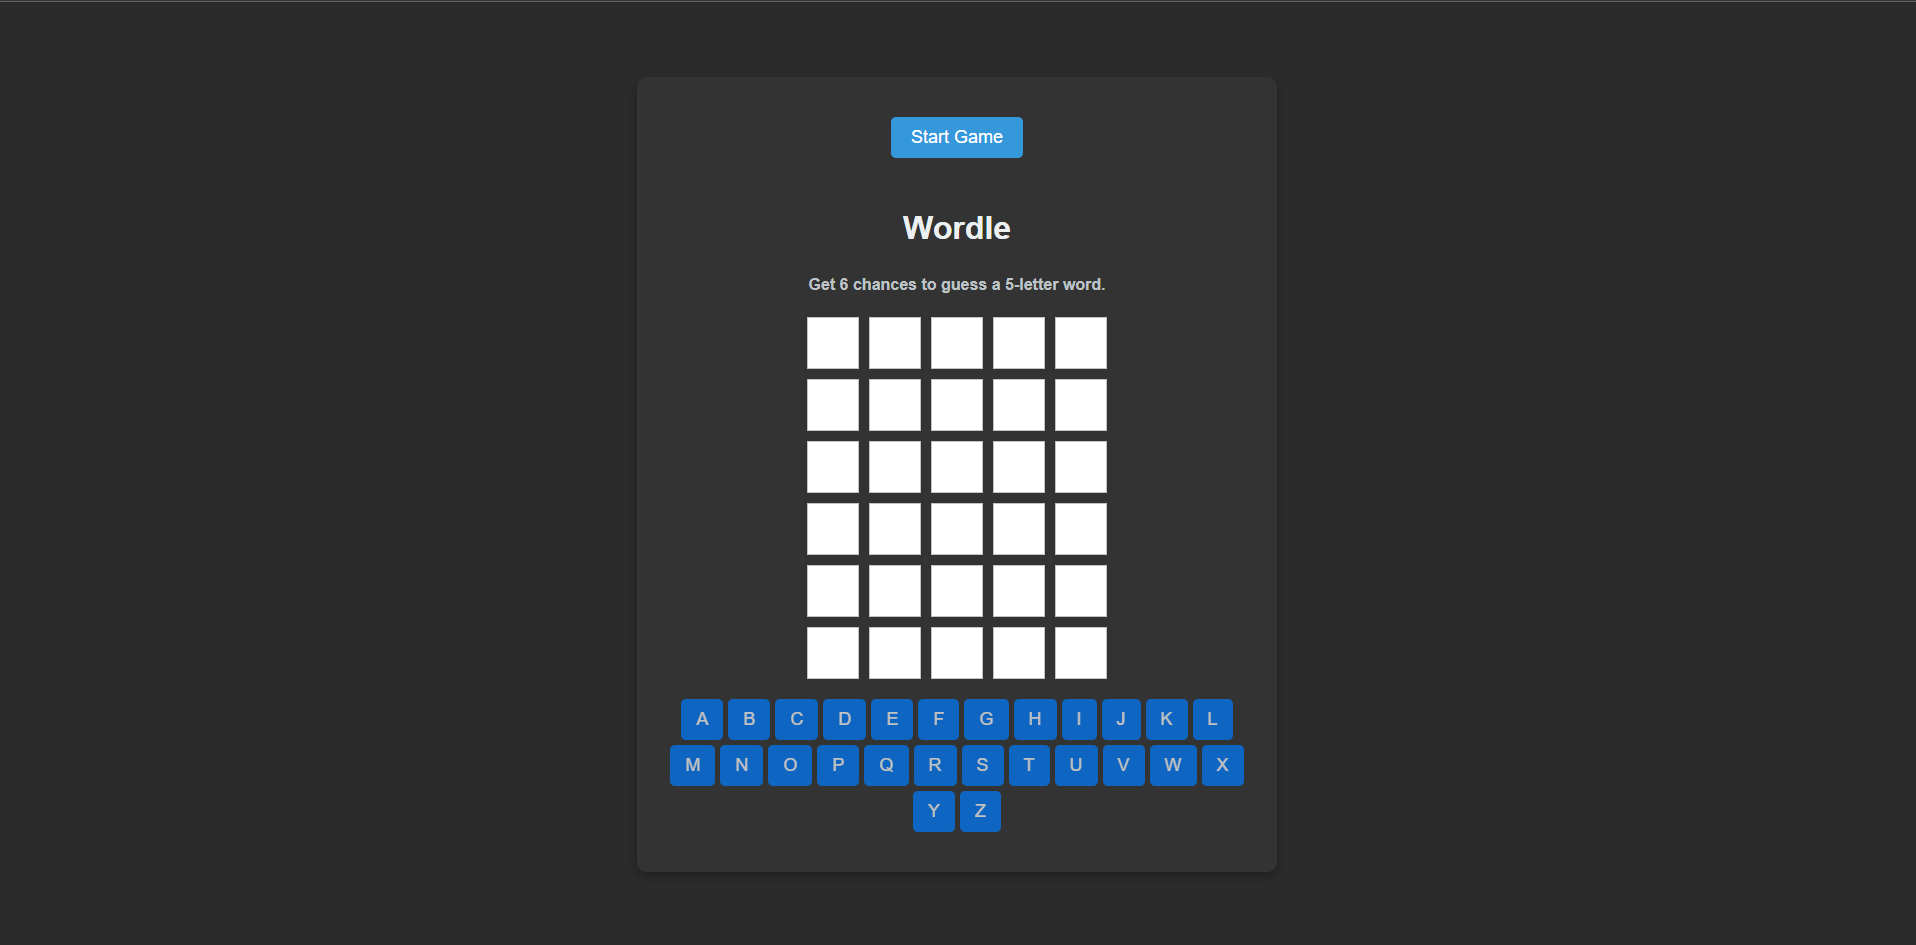 Start Game
Wordle
Get 6 chances to guess a 5-letter word.
A B C D E F G H I J K L
M N O P Q R S T U V W X
Y Z